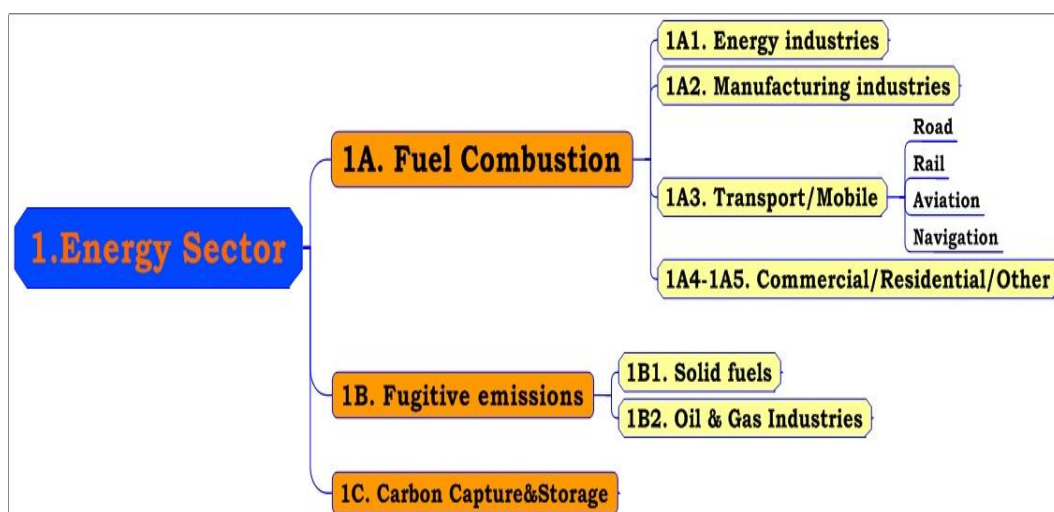 1.Energy Sector
1A. Fuel Combustion
1A1. Energy industries
1A2. Manufacturing industries
1A3. Transport/Mobile
Road
Rail
Aviation
Navigation
1A4-1A5. Commercial/Residential/Other
1B. Fugitive emissions
1B1. Solid fuels
1B2. Oil & Gas Industries
1C. Carbon Capture&Storage